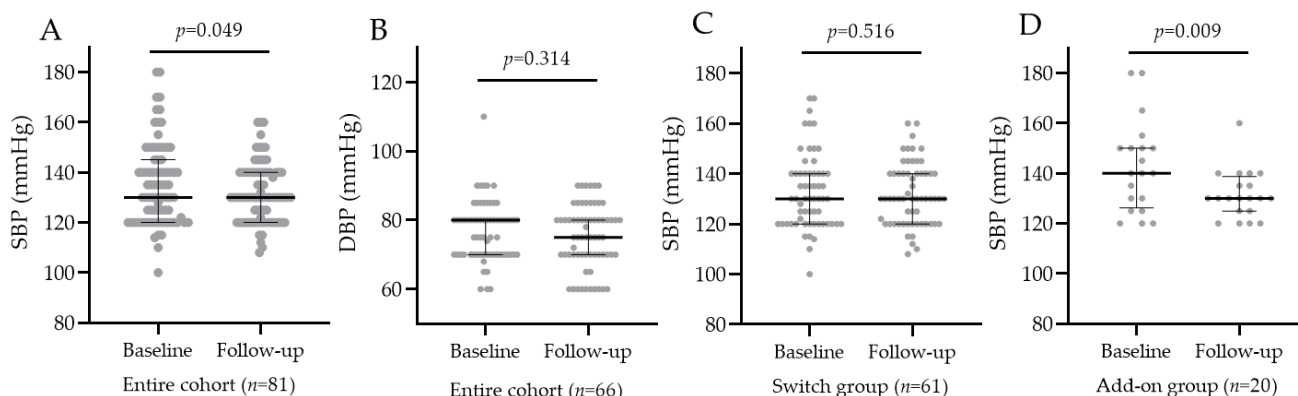 A
p=0.049
SBP (mmHg)
180
160
140
120
100
80
Baseline Follow-up
Entire cohort (n=81)
B
p=0.314
DBP (mmHg)
120
100
80
60
Baseline Follow-up
Entire cohort (n=66)
C
p=0.516
SBP (mmHg)
180
160
140
120
100
80
Baseline Follow-up
Switch group (n=61)
D
p=0.009
SBP (mmHg)
180
160
140
120
100
80
Baseline Follow-up
Add-on group (n=20)